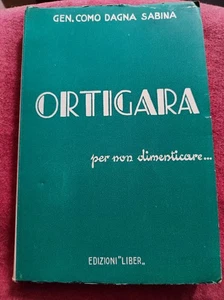 GEN. COMO DAGNA SABINA
ORTIGARA
per non dimenticare...
EDIZIONI "LIBER„